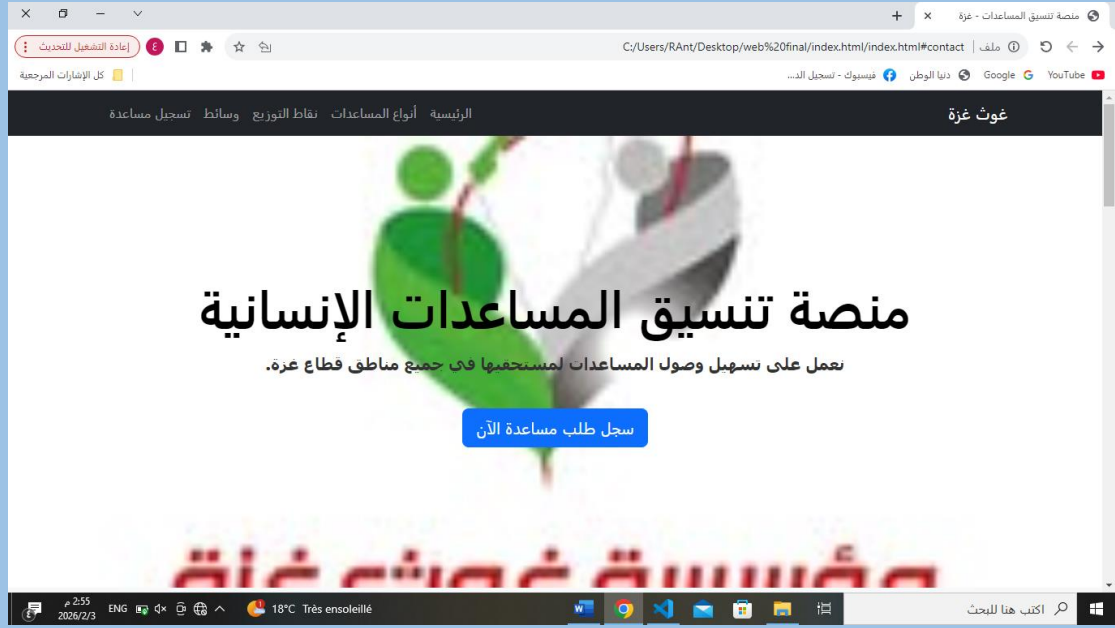 منصة تنسيق المساعدات - غزة
C:/Users/RAnt/Desktop/web%20final/index.html/index.html#contact | ملف
إعادة التشغيل للتحديث
YouTube
Google
دنيا الوطن
فيسبوك - تسجيل الد...
كل الإشارات المرجعية
غوث غزة
الرئيسية أنواع المساعدات نقاط التوزيع وسائط تسجيل مساعدة
منصة تنسيق المساعدات الإنسانية
نعمل على تسهيل وصول المساعدات لمستحقيها في جميع مناطق قطاع غزة.
سجل طلب مساعدة الآن
مؤسسة غوث غزة
اكتب هنا للبحث
18°C Très ensoleillé
ENG
2:55 م
2026/2/3